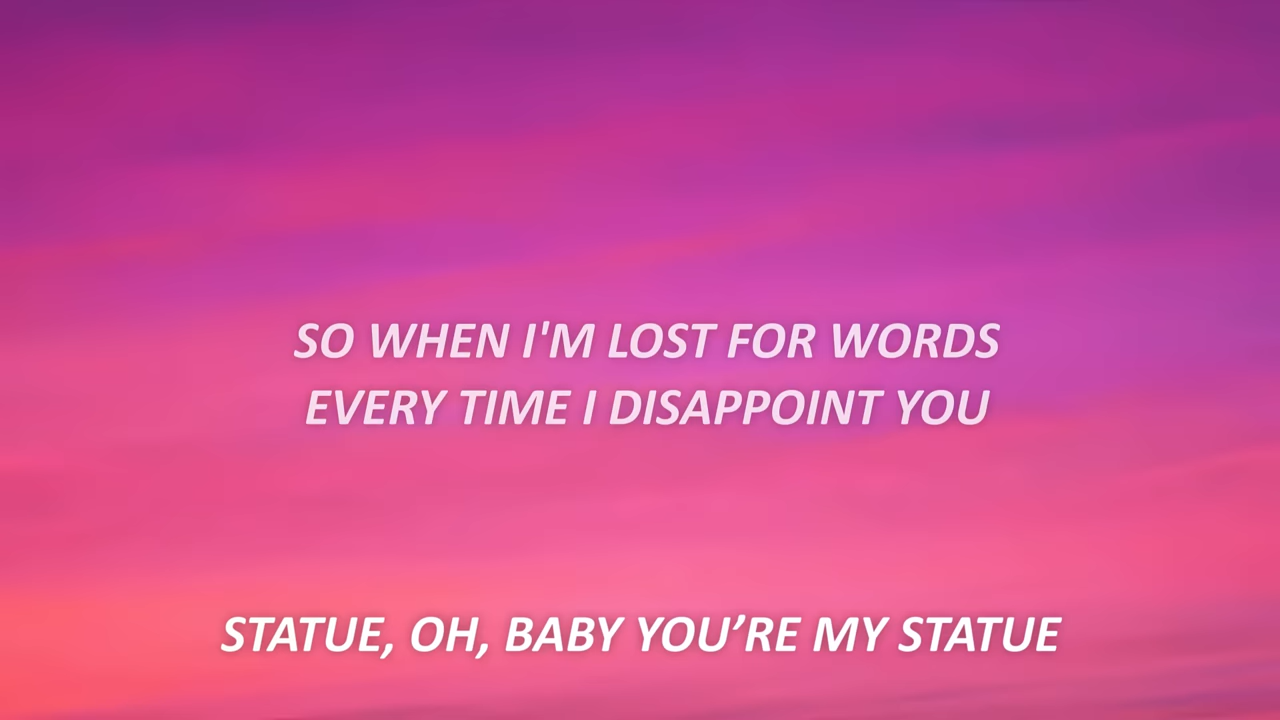 SO WHEN I'M LOST FOR WORDS
EVERY TIME I DISAPPOINT YOU
STATUE, OH, BABY YOU’RE MY STATUE